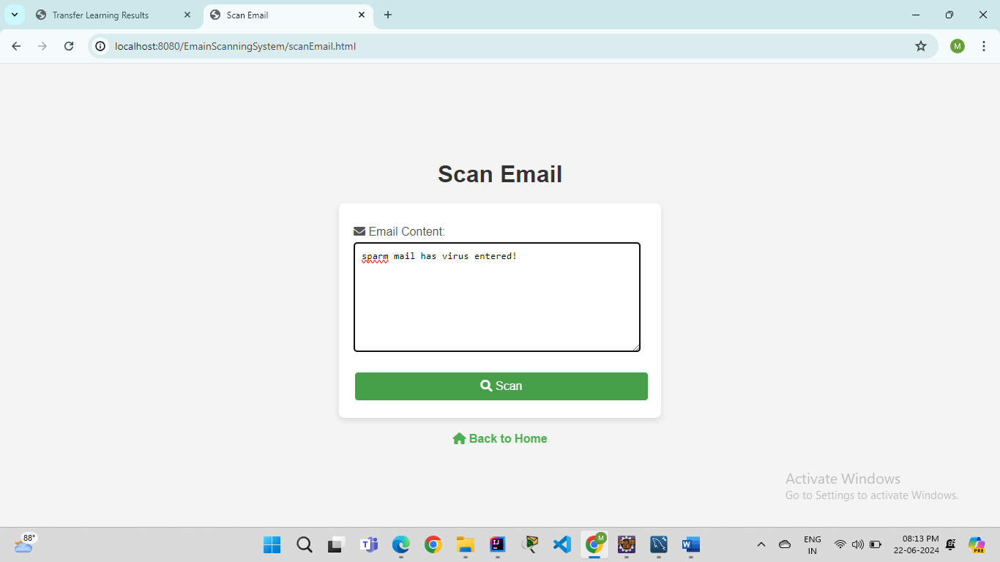 Transfer Learning Results
Scan Email
localhost:8080/EmainScanningSystem/scanEmail.html
M
Scan Email
Email Content:
sparm mail has virus entered!
Scan
Back to Home
Activate Windows
Go to Settings to activate Windows.
88°
M
ENG
IN
08:13 PM
22-06-2024
PRE